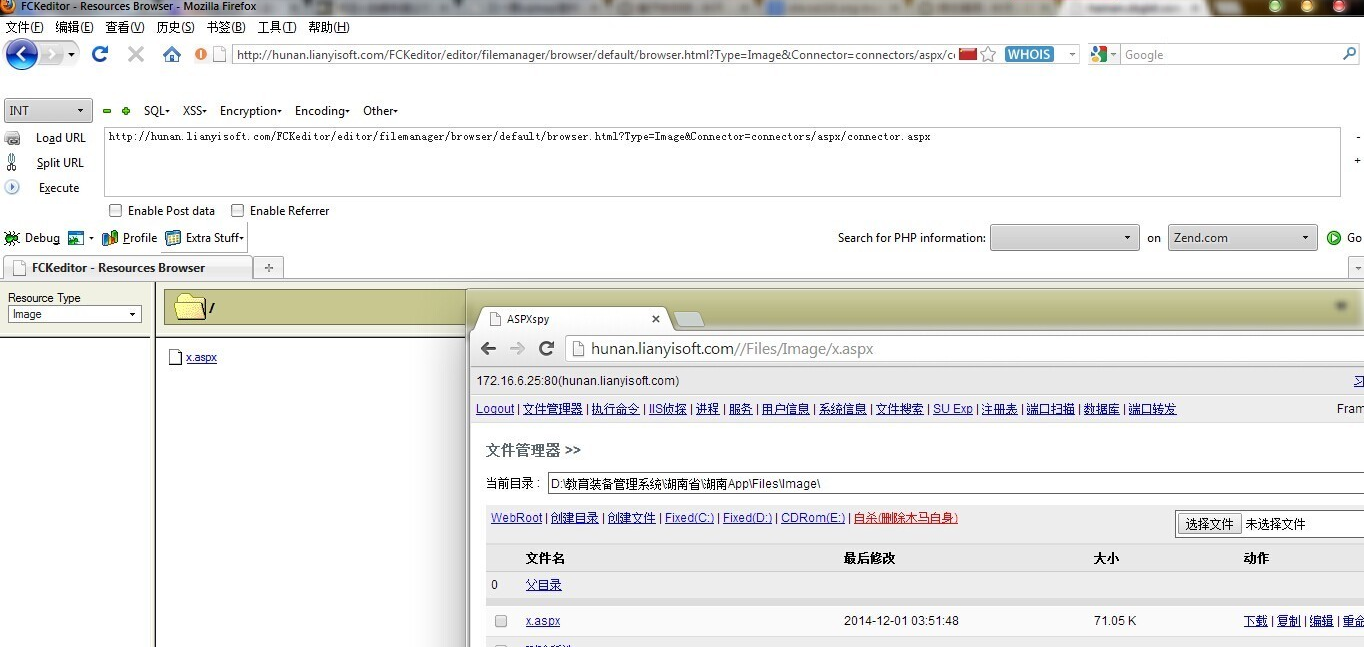 FCKeditor - Resources Browser - Mozilla Firefox
文件(F) 编辑(E) 查看(V) 历史(S) 书签(B) 工具(T) 帮助(H)
http://hunan.lianyisoft.com/FCKeditor/editor/filemanager/browser/default/browser.html?Type=Image&Connector=connectors/aspx/c WHOIS Google
INT SQL XSS Encryption Encoding Other
Load URL http://hunan.lianyisoft.com/FCKeditor/editor/filemanager/browser/default/browser.html?Type=Image&Connector=connectors/aspx/connector.aspx
Split URL
Execute
Enable Post data Enable Referrer
Debug Profile Extra Stuff Search for PHP information: on Zend.com Go
FCKeditor - Resources Browser
Resource Type
Image
/
x.aspx
ASPXspy
hunan.lianyisoft.com//Files/Image/x.aspx
172.16.6.25:80(hunan.lianyisoft.com)
Logout | 文件管理器 | 执行命令 | IIS侦探 | 进程 | 服务 | 用户信息 | 系统信息 | 文件搜索 | SU Exp | 注册表 | 端口扫描 | 数据库 | 端口转发 Fram
文件管理器 >>
当前目录 : D:\教育装备管理系统\湖南省\湖南App\Files\Image\
WebRoot | 创建目录 | 创建文件 | Fixed(C:) | Fixed(D:) | CDRom(E:) | 自杀(删除木马自身) 选择文件 未选择文件
文件名 最后修改 大小 动作
0 父目录
x.aspx 2014-12-01 03:51:48 71.05 K 下载 | 复制 | 编辑 | 重命